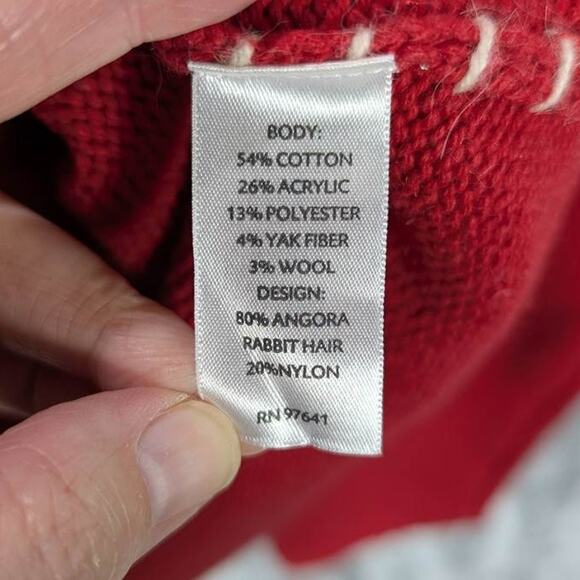 BODY:
54% COTTON
26% ACRYLIC
13% POLYESTER
4% YAK FIBER
3% WOOL
DESIGN:
80% ANGORA
RABBIT HAIR
20%NYLON
RN 97641